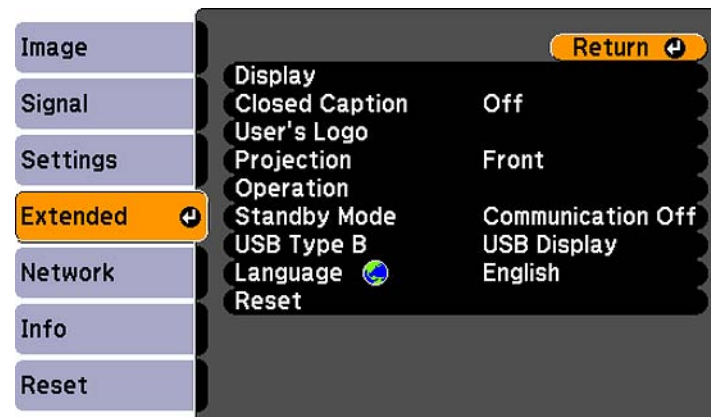 Image
Signal
Settings
Extended
Network
Info
Reset
Return
Display
Closed Caption Off
User's Logo
Projection Front
Operation
Standby Mode Communication Off
USB Type B USB Display
Language English
Reset